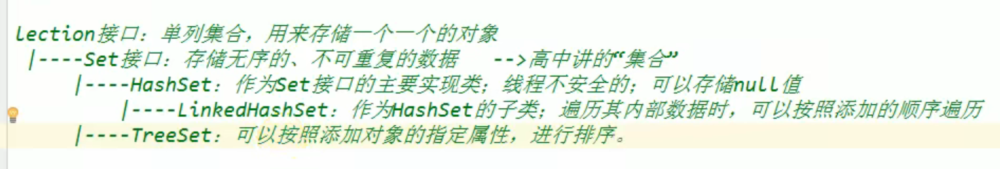 lection接口：单列集合，用来存储一个一个的对象
|----Set接口：存储无序的、不可重复的数据   -->高中讲的“集合”
|----HashSet：作为Set接口的主要实现类；线程不安全的；可以存储null值
|----LinkedHashSet：作为HashSet的子类；遍历其内部数据时，可以按照添加的顺序遍历
|----TreeSet：可以按照添加对象的指定属性，进行排序。